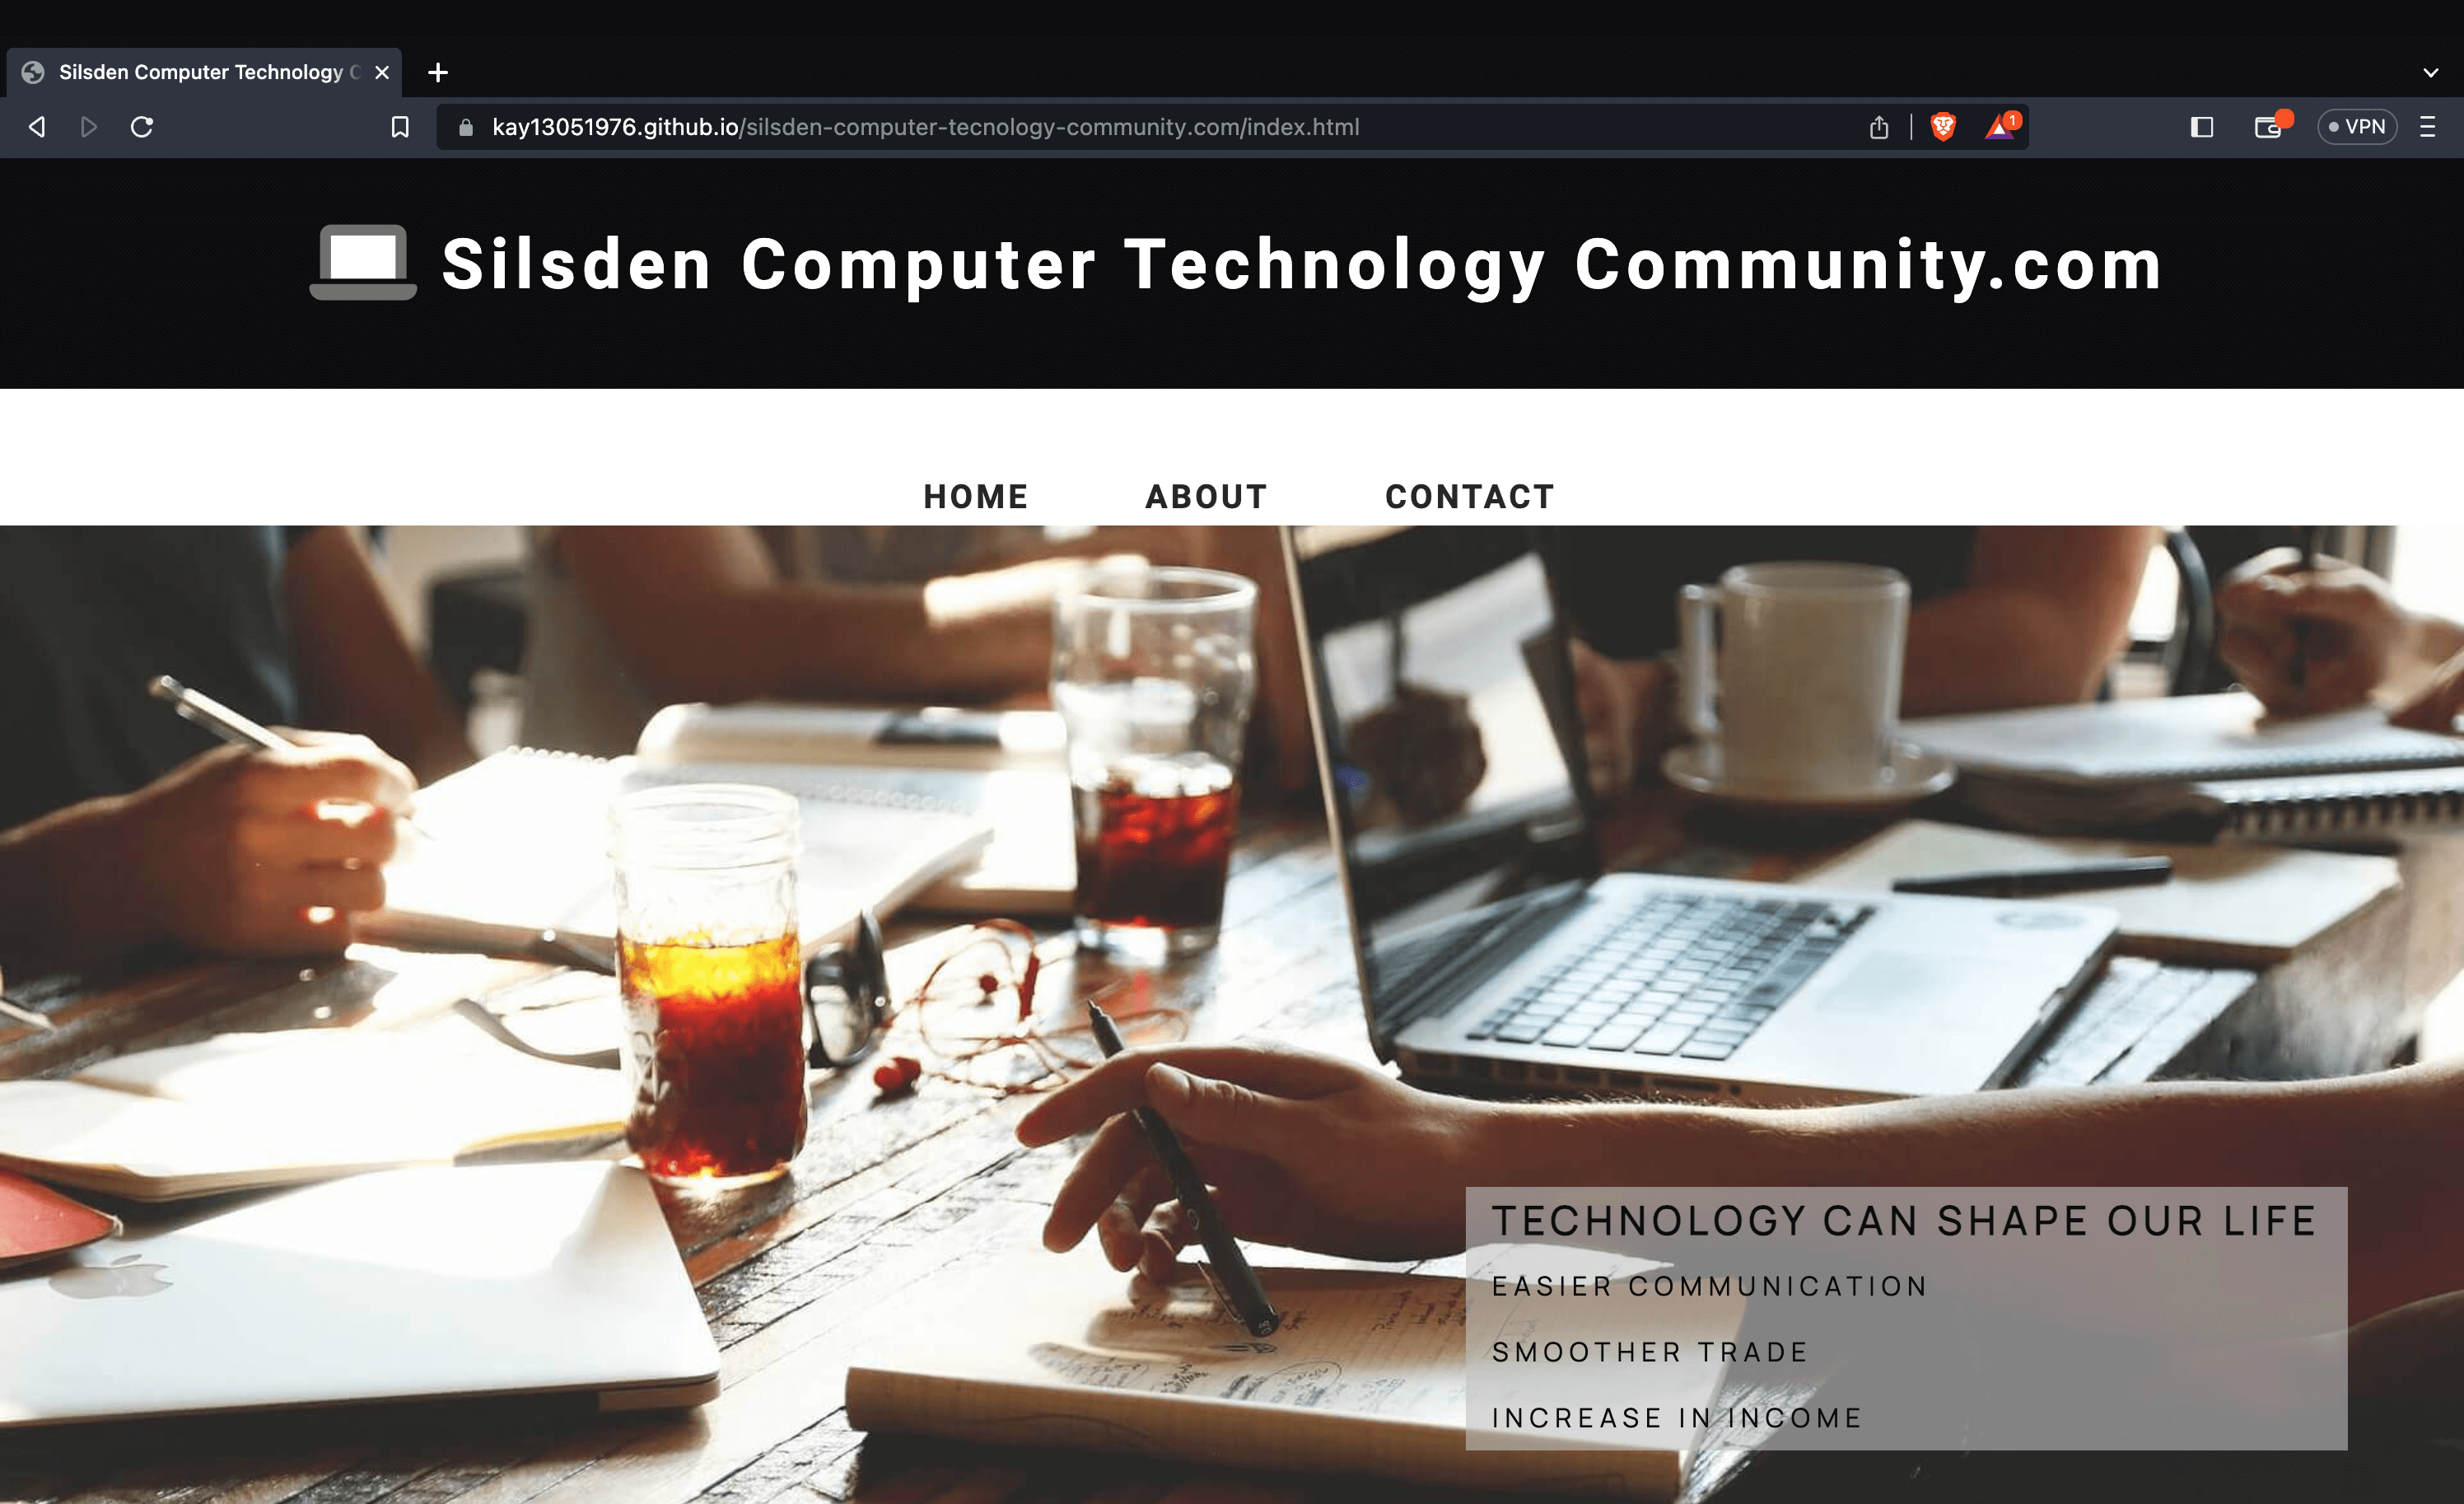 Silsden Computer Technology C
kay13051976.github.io/silsden-computer-tecnology-community.com/index.html
1
VPN
Silsden Computer Technology Community.com
HOME ABOUT CONTACT
TECHNOLOGY CAN SHAPE OUR LIFE
EASIER COMMUNICATION
SMOOTHER TRADE
INCREASE IN INCOME